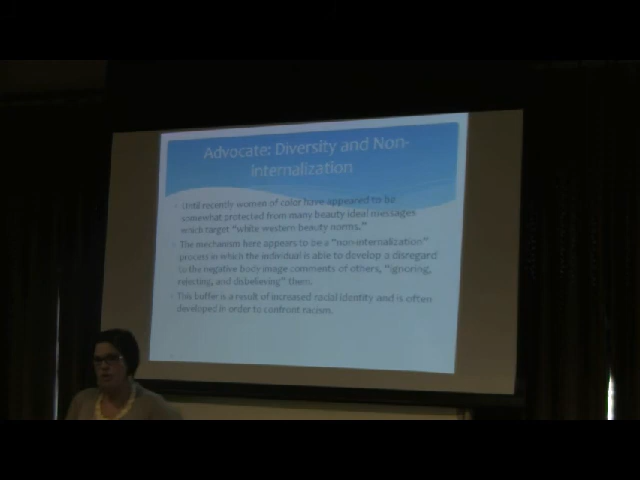 Advocate: Diversity and Non-
Internalization
Until recently women of color have appeared to be
somewhat protected from many beauty ideal messages
which target "white western beauty norms."
The mechanism here appears to be a "non-internalization"
process in which the individual is able to develop a disregard
to the negative body image comments of others, "ignoring,
rejecting, and disbelieving" them.
This buffer is a result of increased racial identity and is often
developed in order to confront racism.